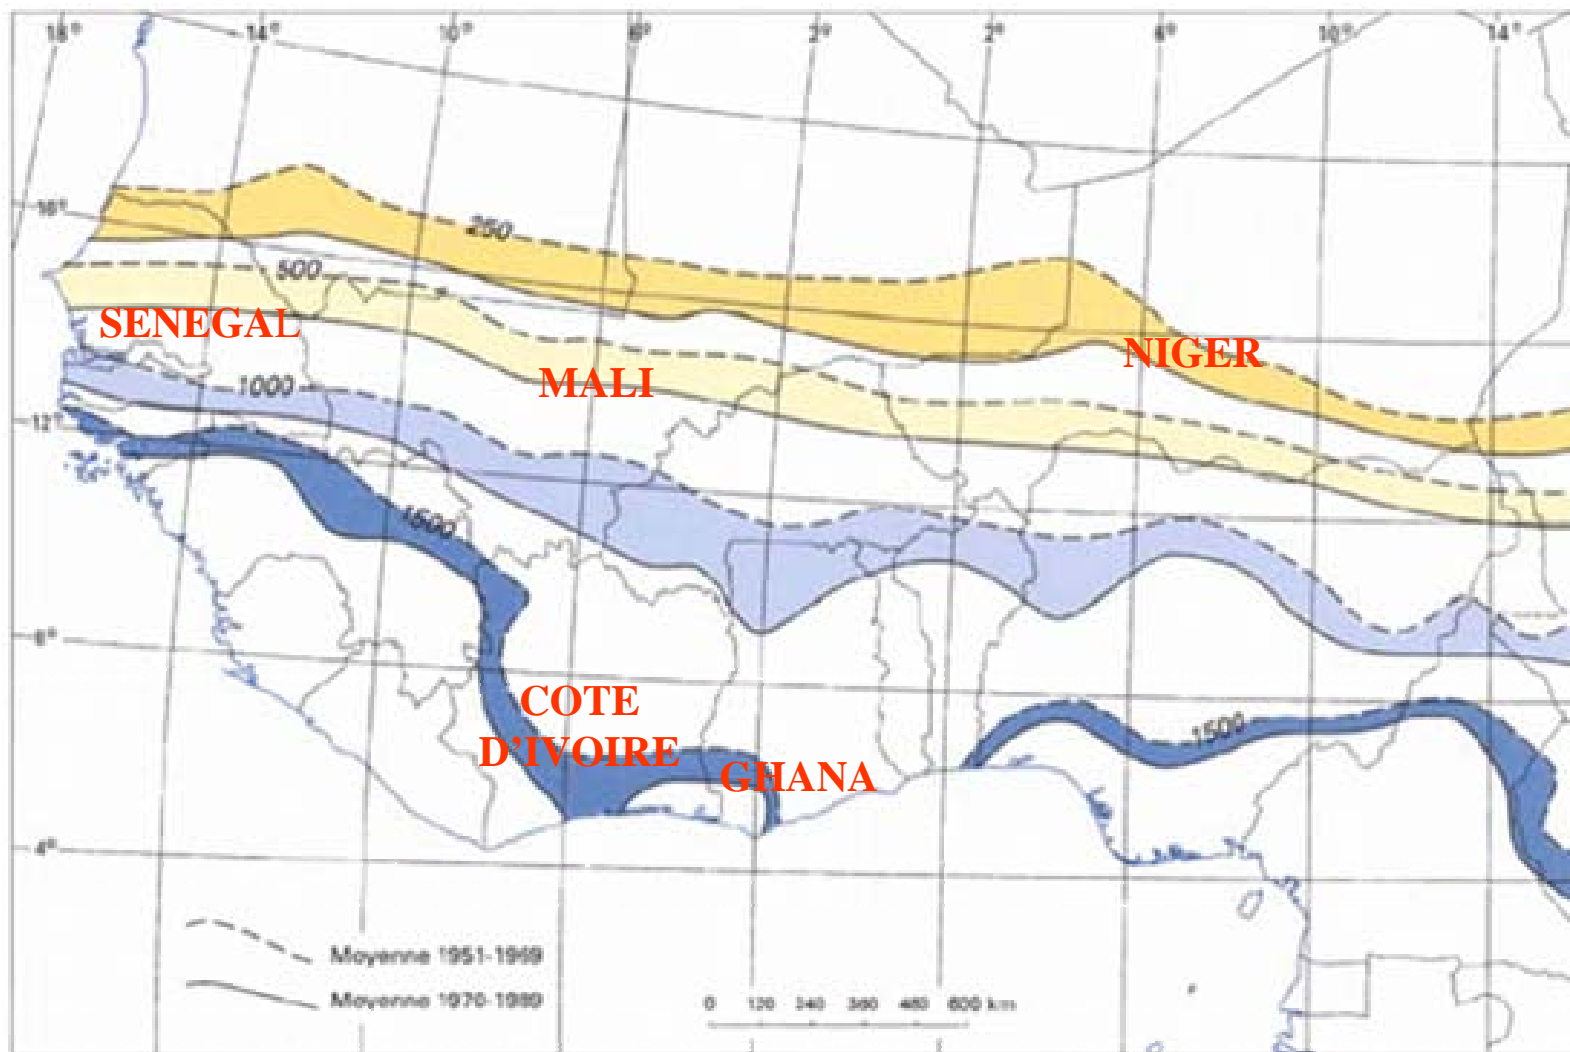 18° 14° 10° 6° 2° 2° 6° 10° 14°
16°
250
500
SENEGAL
NIGER
MALI
1000
12°
1500
8°
COTE
D'IVOIRE
1500
GHANA
4°
Moyenne 1951-1969
Moyenne 1970-1989
0 120 240 360 480 600 km